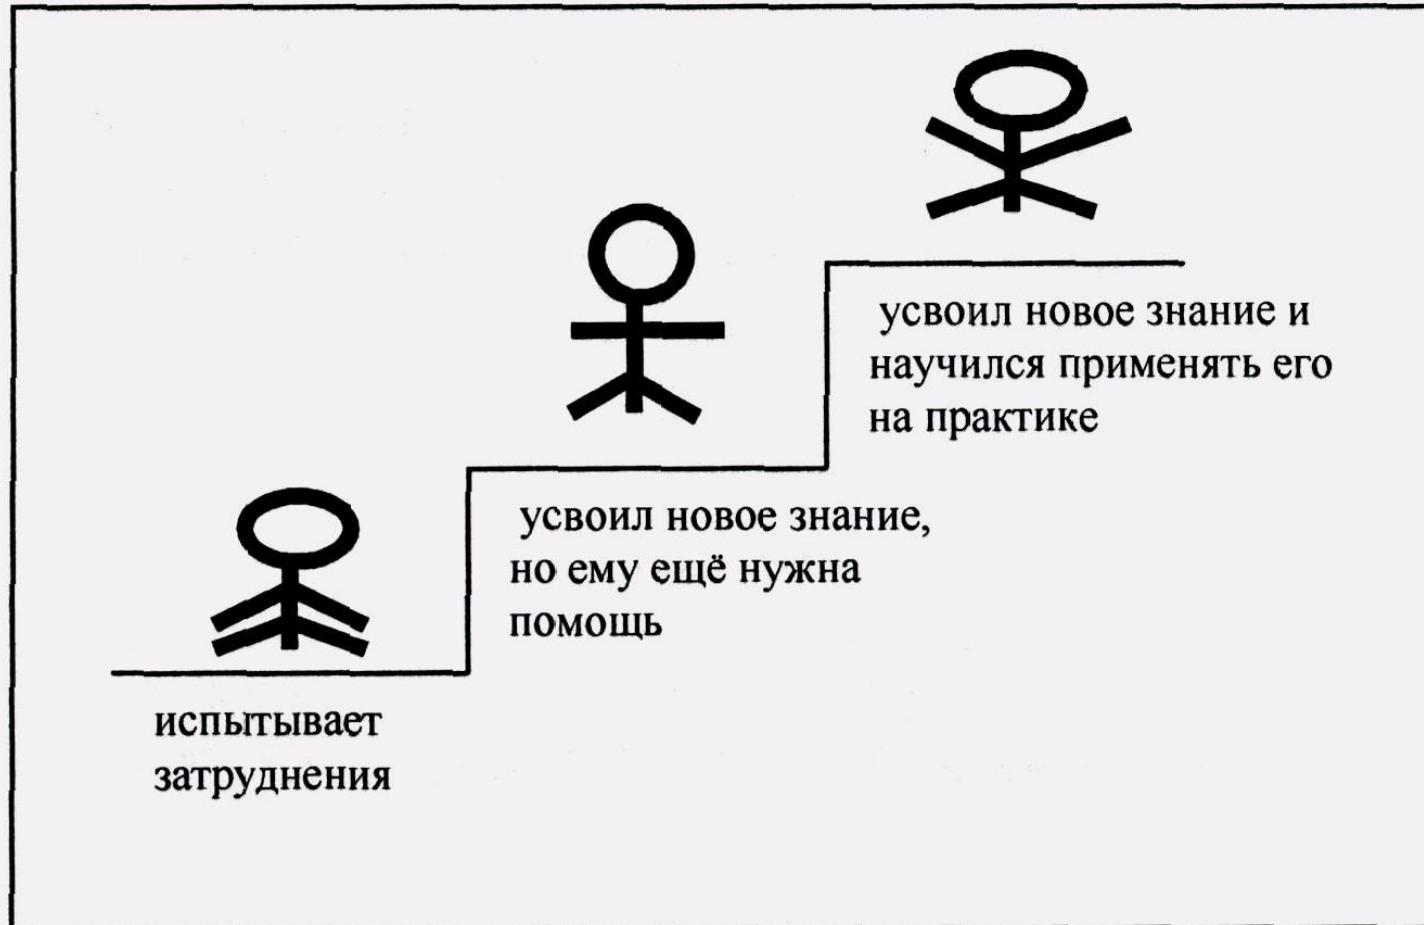 усвоил новое знание и
научился применять его
на практике
усвоил новое знание,
но ему ещё нужна
помощь
испытывает
затруднения